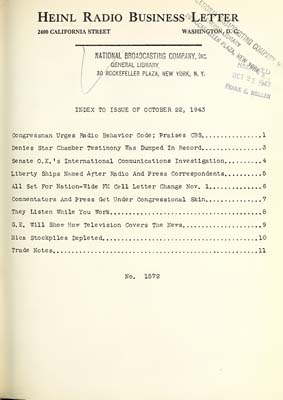 HEINL RADIO BUSINESS LETTER
2400 CALIFORNIA STREET WASHINGTON, D. C.
NATIONAL BROADCASTING COMPANY, INC.
GENERAL LIBRARY
30 ROCKEFELLER PLAZA, NEW YORK, N. Y.
OCT 25 1943
FRANK E. MULLEN
INDEX TO ISSUE OF OCTOBER 22, 1943
Congressman Urges Radio Behavior Code; Praises CBS..............1
Denies Star Chamber Testimony Was Dumped In Record..............3
Senate O.K.'s International Communications Investigation........4
Liberty Ships Named After Radio And Press Correspondents........5
All Set For Nation-Wide FM Call Letter Change Nov. 1............6
Commentators And Press Get Under Congressional Skin.............7
They Listen While You Work......................................8
G.E. Will Show How Television Covers The News...................9
Mica Stockpiles Depleted.......................................10
Trade Notes....................................................11
No. 1572